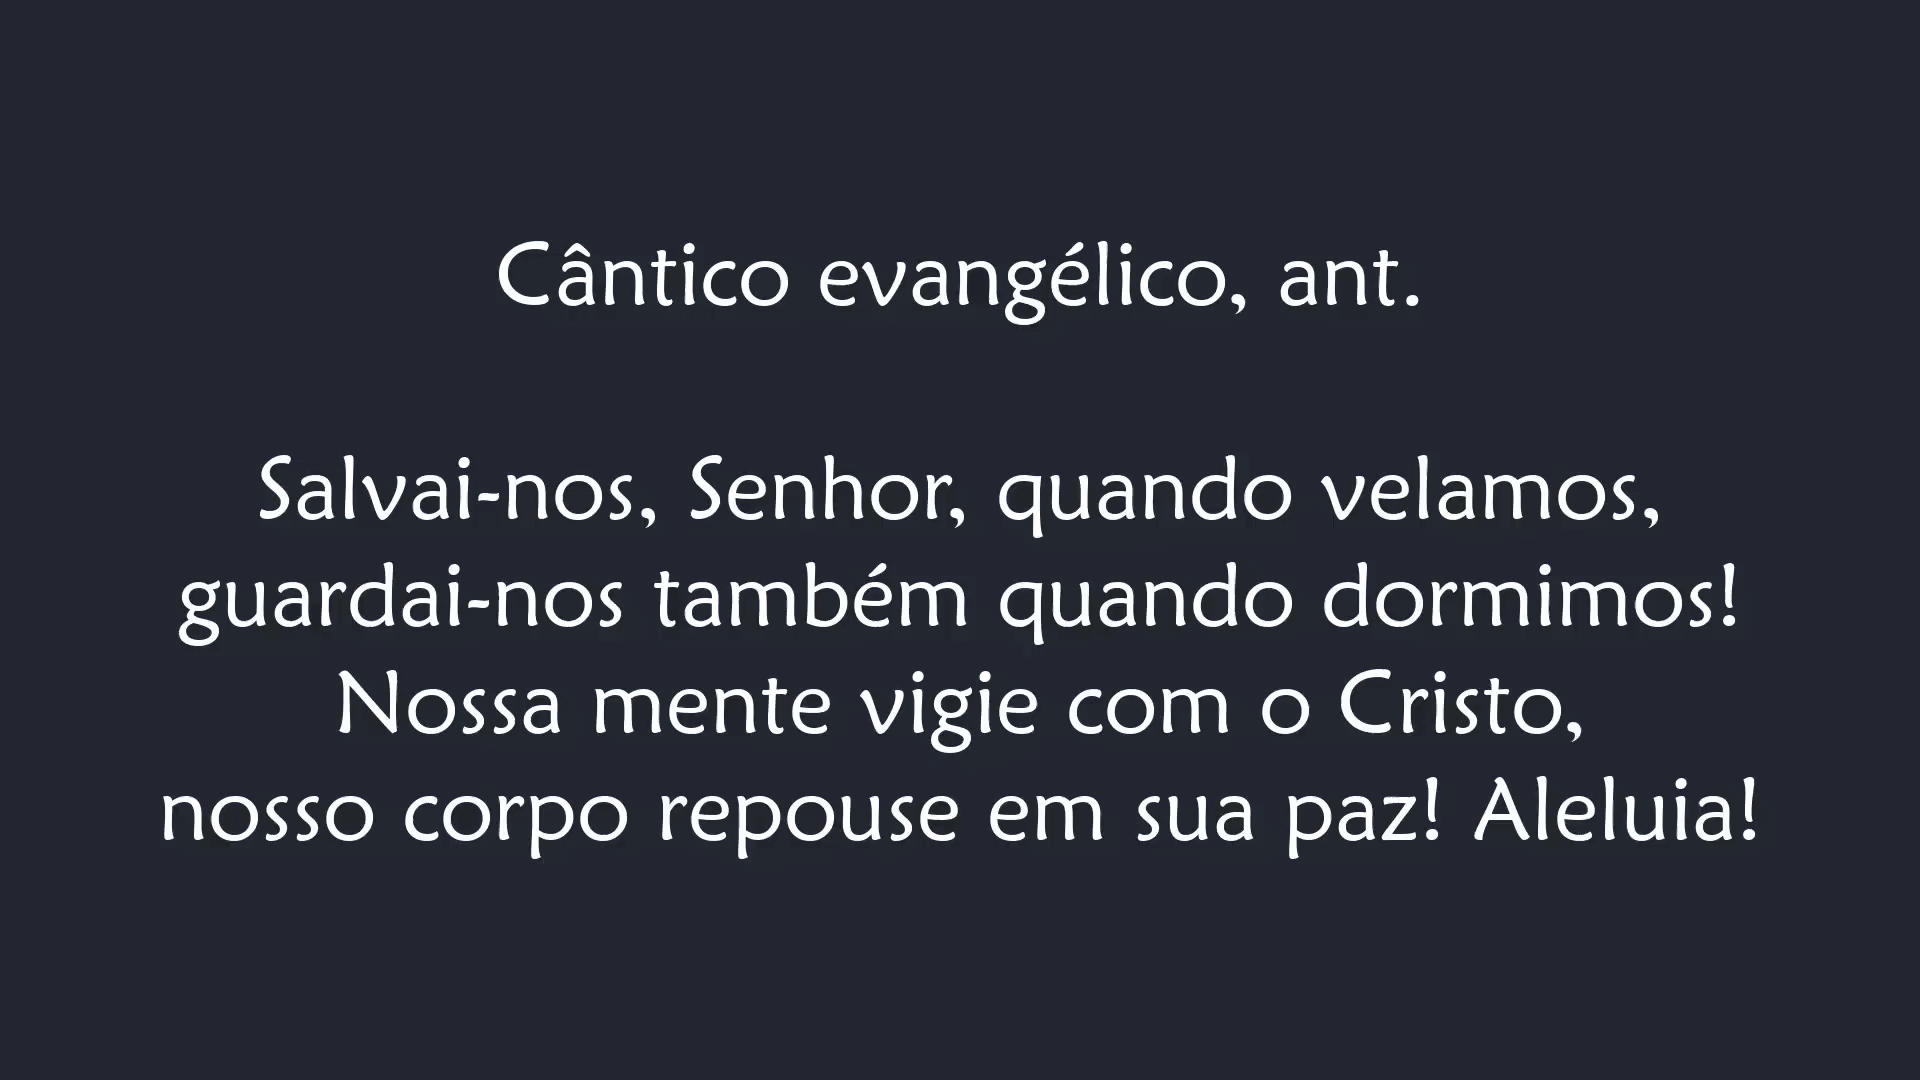 Cântico evangélico, ant.
Salvai-nos, Senhor, quando velamos,
guardai-nos também quando dormimos!
Nossa mente vigie com o Cristo,
nosso corpo repouse em sua paz! Aleluia!